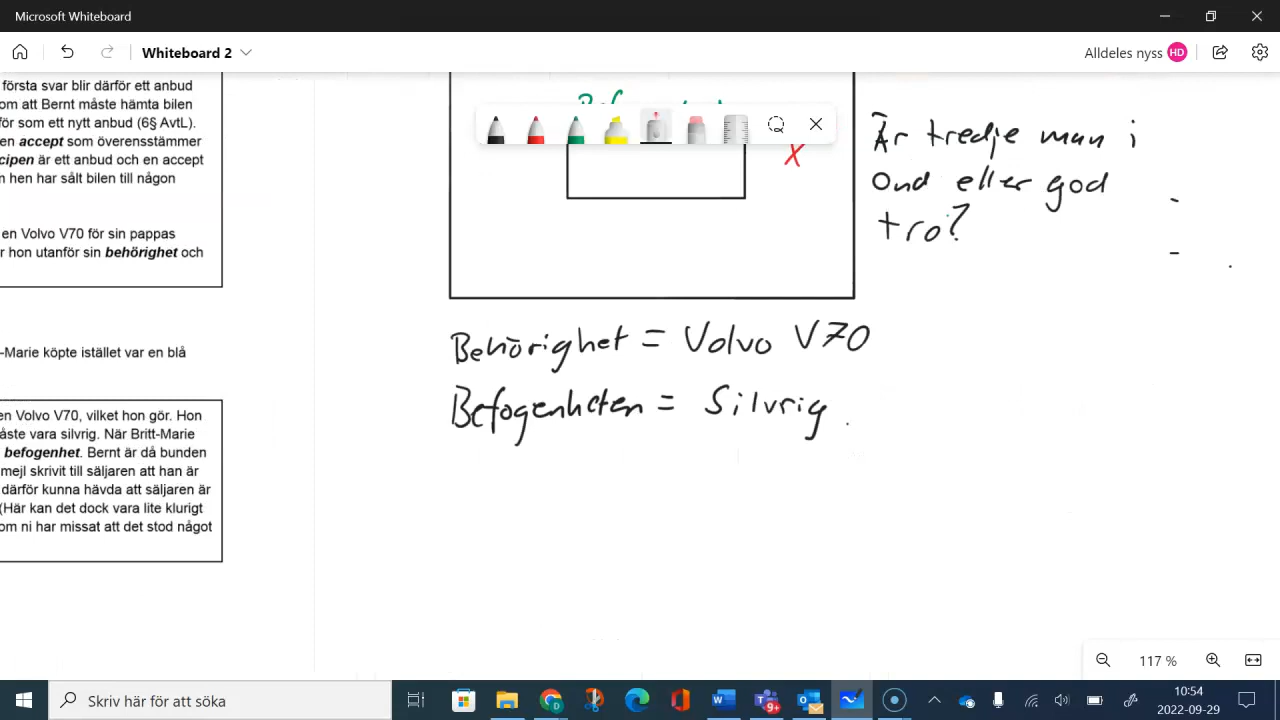 Microsoft Whiteboard
Whiteboard 2
Alldeles nyss HD
första svar blir därför ett anbud
om att Bernt måste hämta bilen
för som ett nytt anbud (6§ AvtL).
en accept som överensstämmer
cipen är ett anbud och en accept
n hen har sålt bilen till någon
en Volvo V70 för sin pappas
r hon utanför sin behörighet och
-Marie köpte istället var en blå
en Volvo V70, vilket hon gör. Hon
åste vara silvrig. När Britt-Marie
befogenhet. Bernt är då bunden
mejl skrivit till säljaren att han är
därför kunna hävda att säljaren är
(Här kan det dock vara lite klurigt
om ni har missat att det stod något
X
Är tredje man i
Ond eller god
tro?
-
-
Behörighet = Volvo V70
Befogenheten = Silvrig
117 %
Skriv här för att söka
9+
10:54
2022-09-29